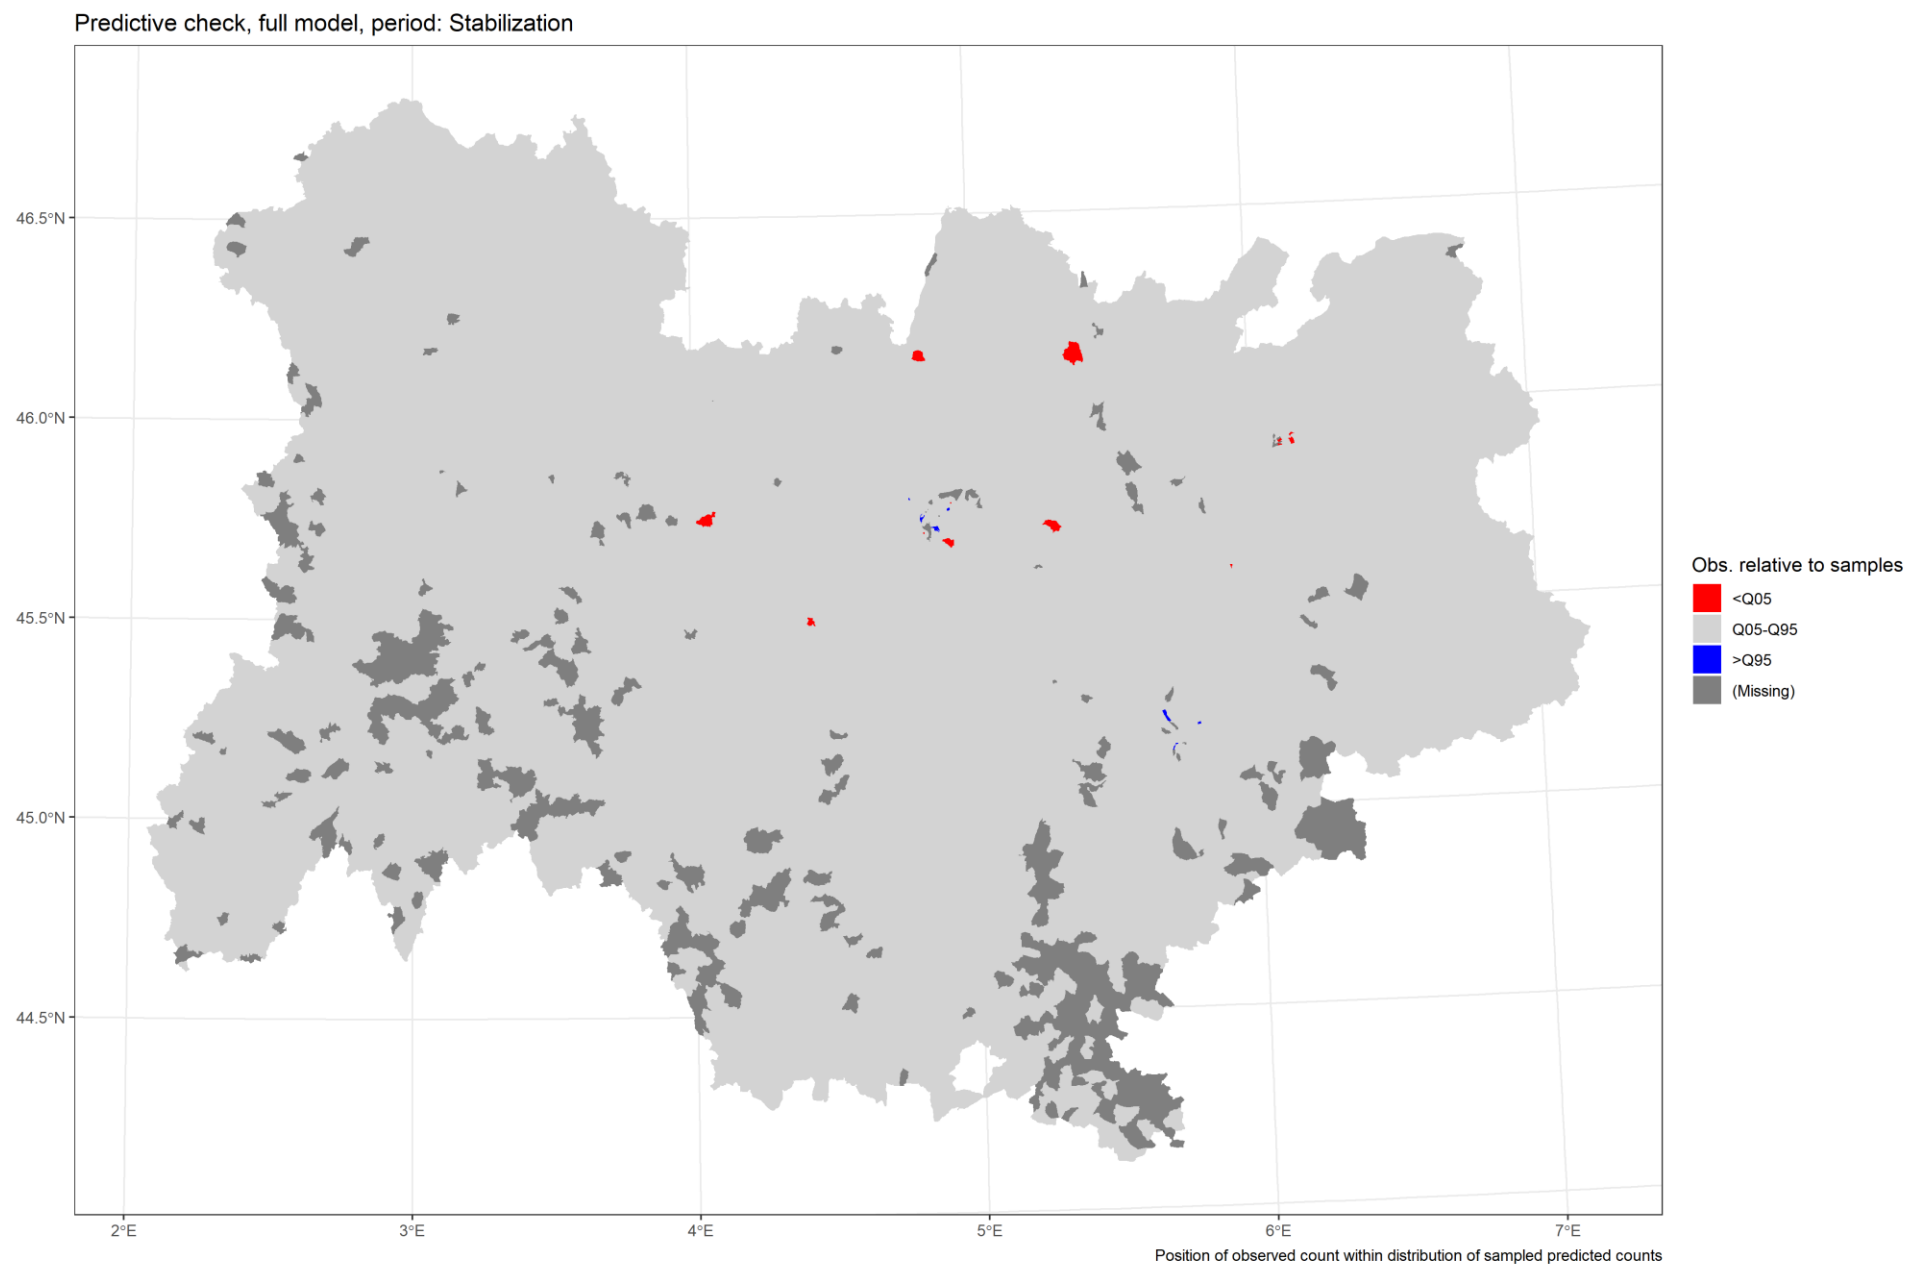 Predictive check, full model, period: Stabilization
46.5°N
46.0°N
45.5°N
45.0°N
44.5°N
2°E
3°E
4°E
5°E
6°E
7°E
Position of observed count within distribution of sampled predicted counts
Obs. relative to samples
<Q05
Q05-Q95
>Q95
(Missing)